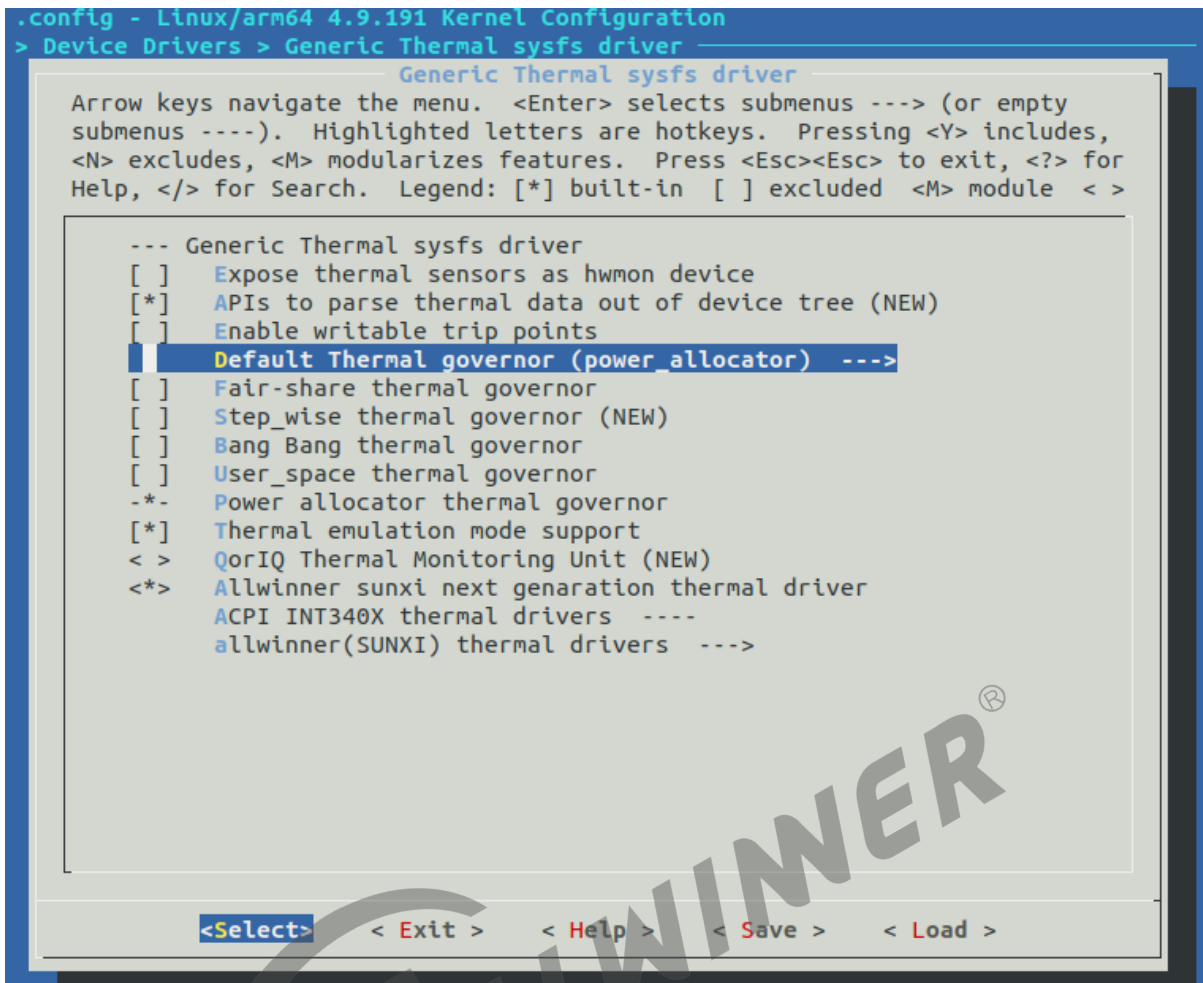 .config - Linux/arm64 4.9.191 Kernel Configuration
> Device Drivers > Generic Thermal sysfs driver
Generic Thermal sysfs driver
Arrow keys navigate the menu.  <Enter> selects submenus ---> (or empty
submenus ----).  Highlighted letters are hotkeys.  Pressing <Y> includes,
<N> excludes, <M> modularizes features.  Press <Esc><Esc> to exit, <?> for
Help, </> for Search.  Legend: [*] built-in  [ ] excluded  <M> module  < >
--- Generic Thermal sysfs driver
[ ]   Expose thermal sensors as hwmon device
[*]   APIs to parse thermal data out of device tree (NEW)
[ ]   Enable writable trip points
Default Thermal governor (power_allocator)  --->
[ ]   Fair-share thermal governor
[ ]   Step_wise thermal governor (NEW)
[ ]   Bang Bang thermal governor
[ ]   User_space thermal governor
-*-   Power allocator thermal governor
[*]   Thermal emulation mode support
< >   QorIQ Thermal Monitoring Unit (NEW)
<*>   Allwinner sunxi next genaration thermal driver
ACPI INT340X thermal drivers  ----
allwinner(SUNXI) thermal drivers  --->
<Select>    < Exit >    < Help >    < Save >    < Load >